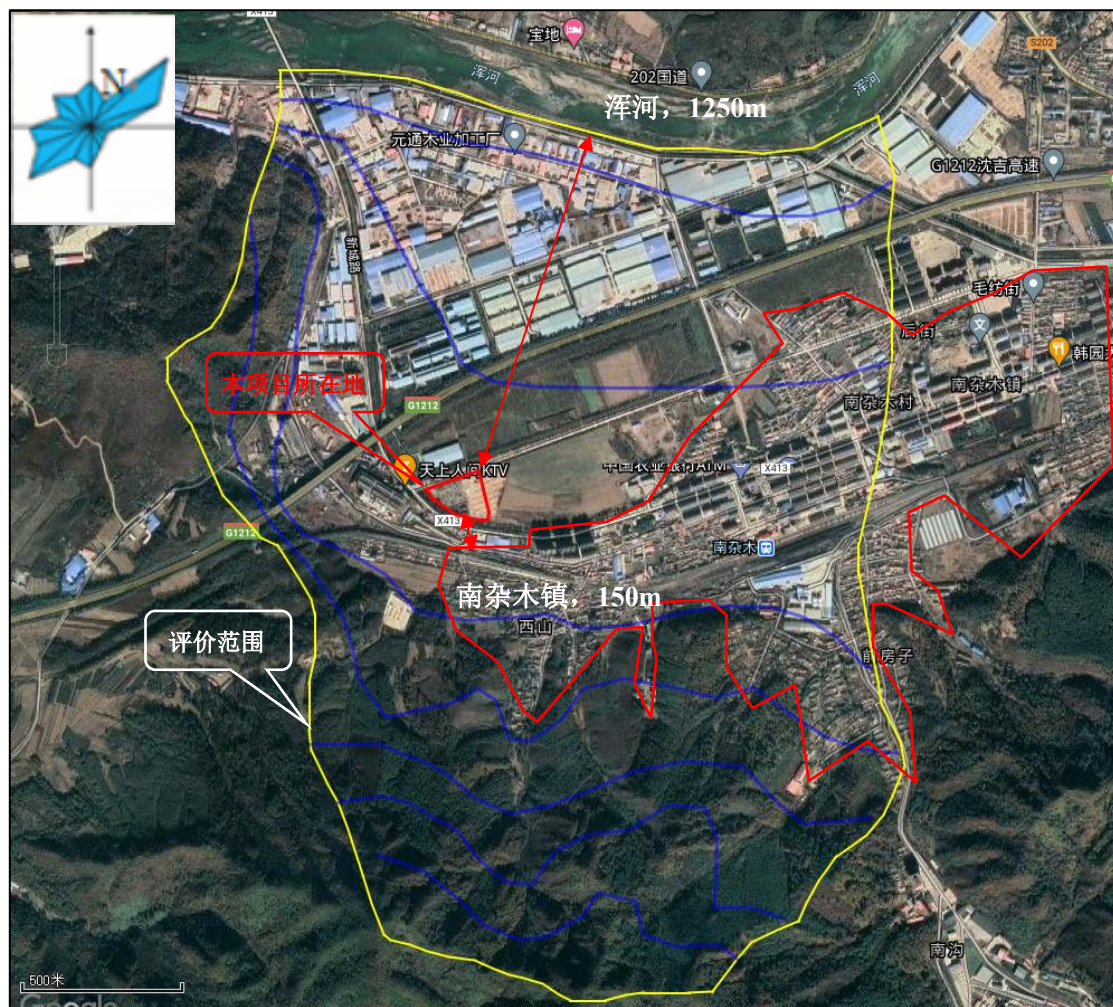 X413
N
宝地
S202
202国道
浑河
浑河
浑河，1250m
元通木业加工厂
G1212沈吉高速
新城路
毛纺街
后街
韩园
本项目所在地
南杂木镇
南杂木村
G1212
天上人间KTV
中国农业银行ATM
X413
X413
G1212
南杂木
南杂木镇，150m
西山
评价范围
前房子
南沟
500米
Google